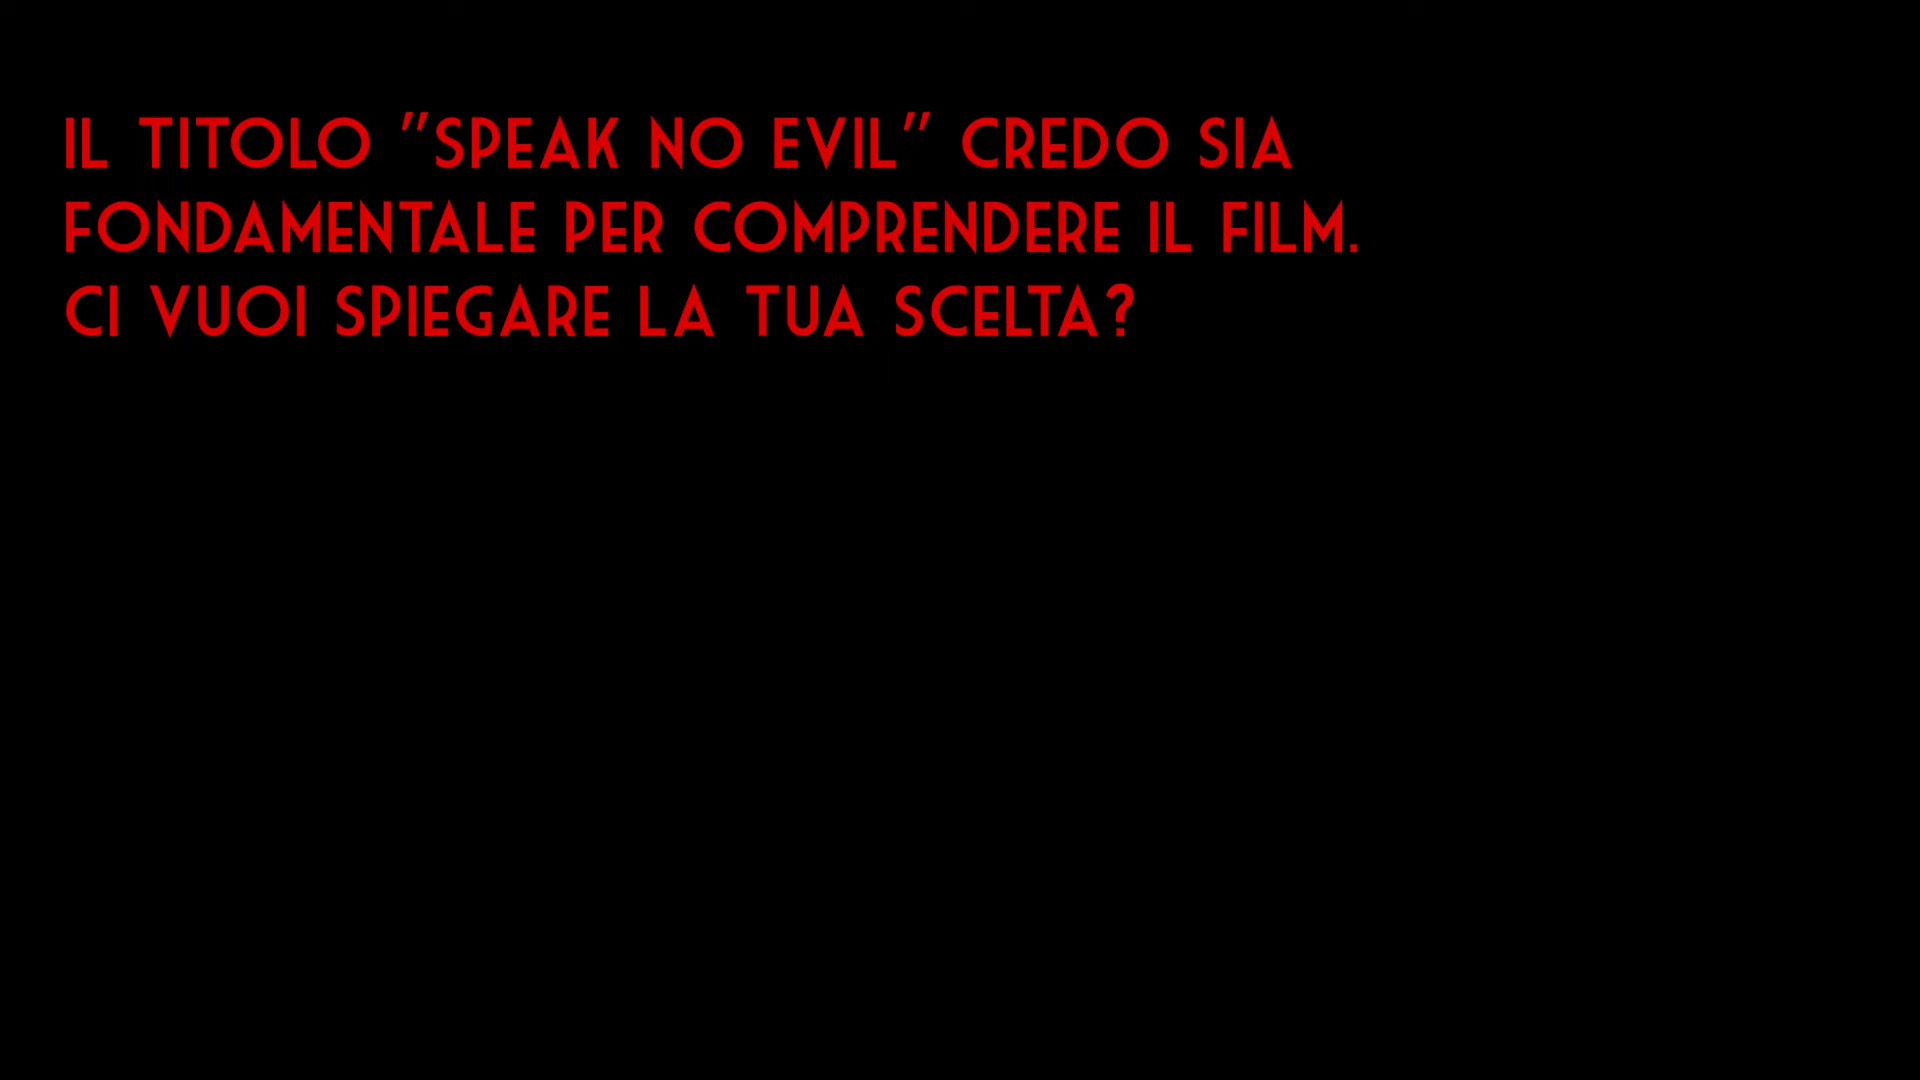 IL TITOLO "SPEAK NO EVIL" CREDO SIA
FONDAMENTALE PER COMPRENDERE IL FILM.
CI VUOI SPIEGARE LA TUA SCELTA?